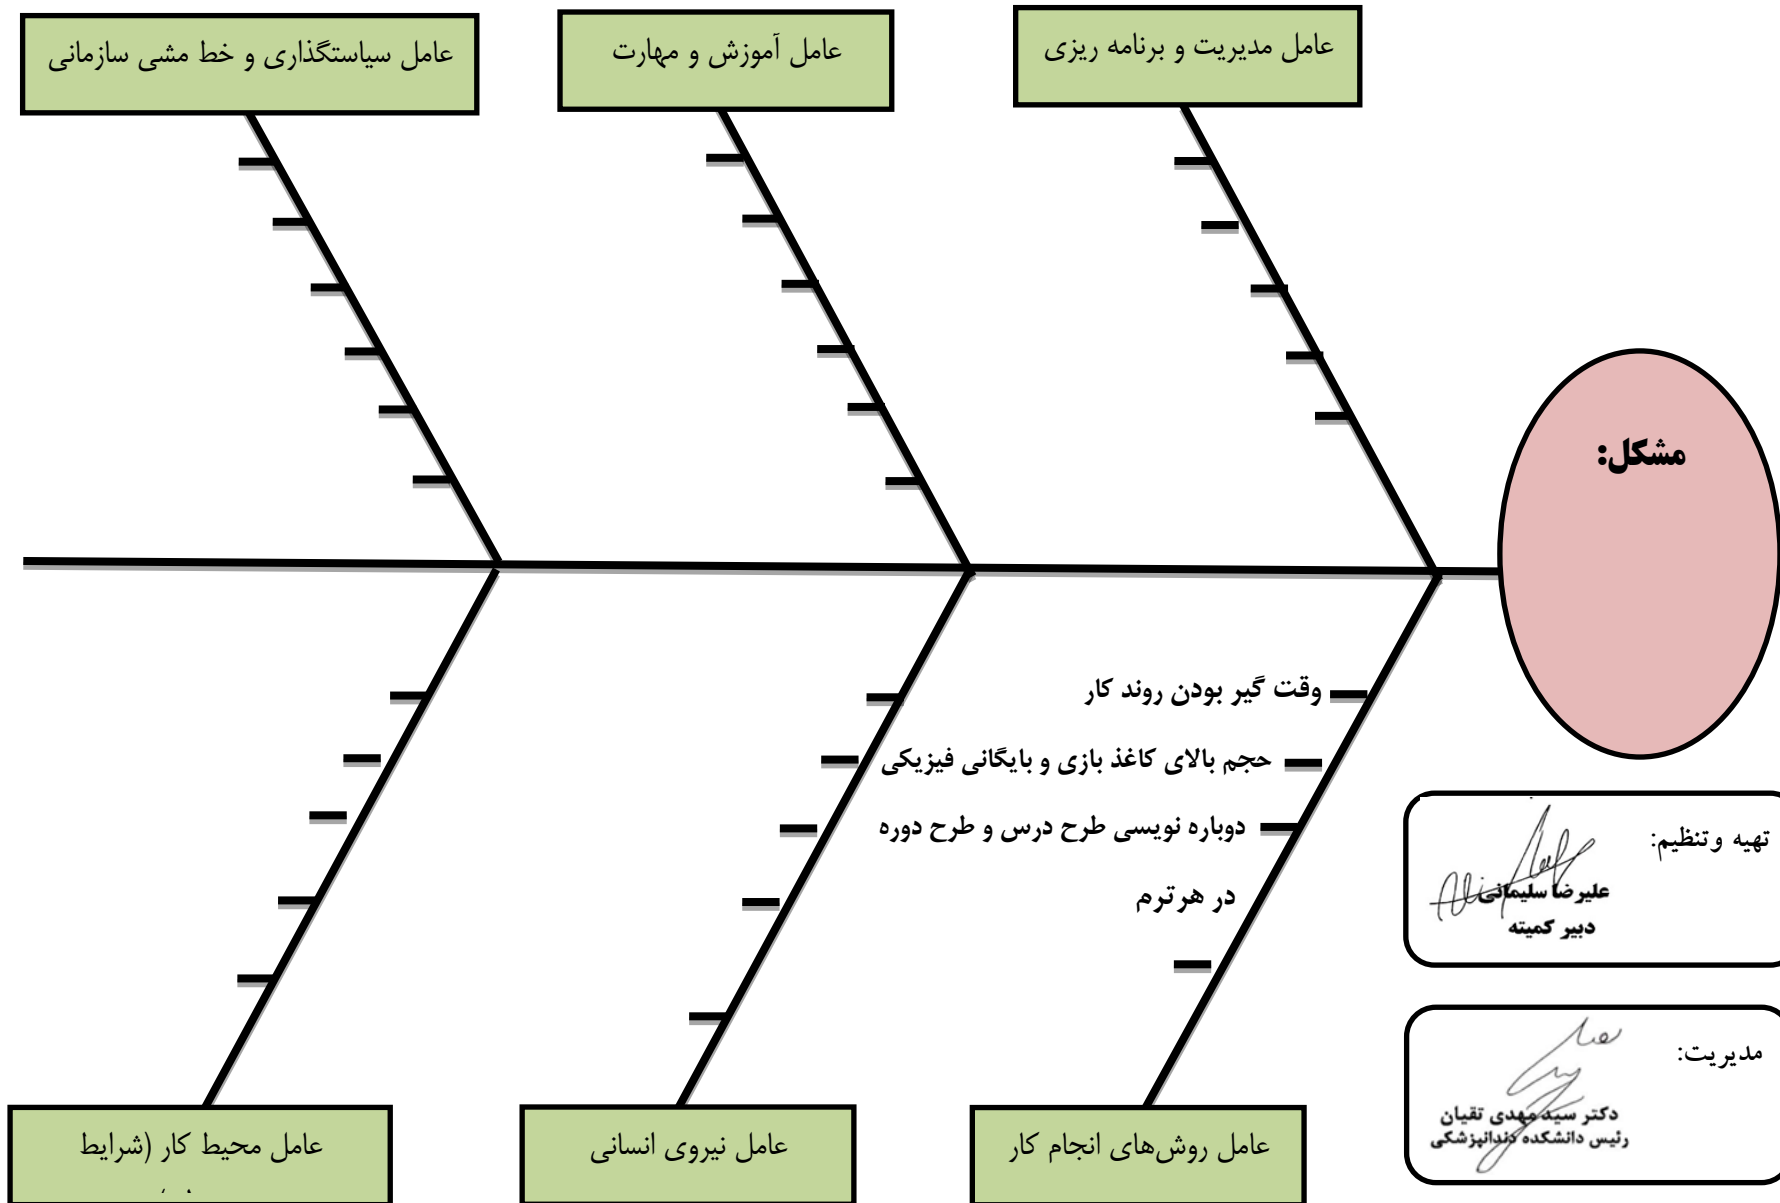 عامل مدیریت و برنامه ریزی
عامل آموزش و مهارت
عامل سیاستگذاری و خط مشی سازمانی
مشکل:
وقت گیر بودن روند کار
حجم بالای کاغذ بازی و بایگانی فیزیکی
دوباره نویسی طرح درس و طرح دوره
در هرترم
تهیه وتنظیم:
علیرضا سلیمانی
دبیر کمیته
مدیریت:
دکتر سید مهدی تقیان
رئیس دانشکده دندانپزشکی
عامل روش‌های انجام کار
عامل نیروی انسانی
عامل محیط کار (شرایط